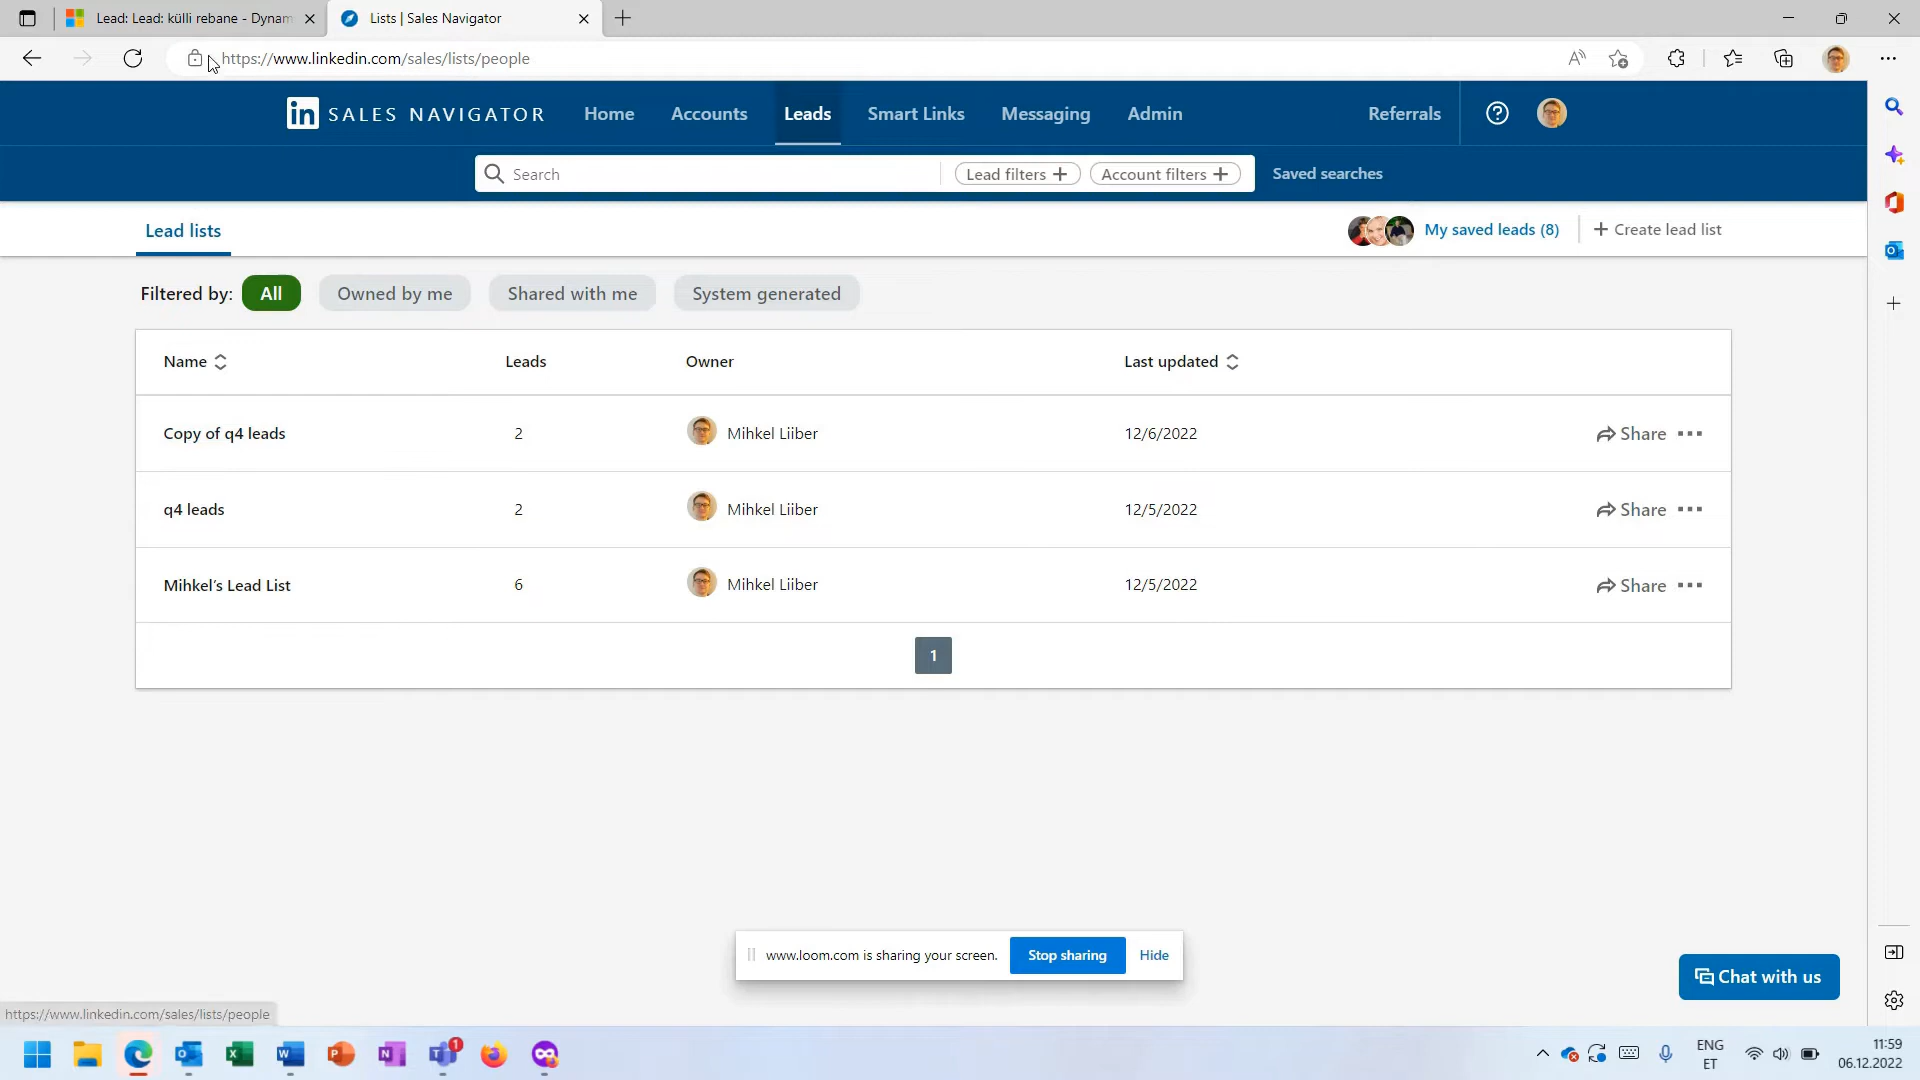 Lead: Lead: külli rebane - Dynam
Lists | Sales Navigator
https://www.linkedin.com/sales/lists/people
in SALES NAVIGATOR Home Accounts Leads Smart Links Messaging Admin Referrals
Search Lead filters + Account filters + Saved searches
Lead lists My saved leads (8) + Create lead list
Filtered by: All Owned by me Shared with me System generated
Name Leads Owner Last updated
Copy of q4 leads 2 Mihkel Liiber 12/6/2022 Share
q4 leads 2 Mihkel Liiber 12/5/2022 Share
Mihkel's Lead List 6 Mihkel Liiber 12/5/2022 Share
1
www.loom.com is sharing your screen. Stop sharing Hide
Chat with us
https://www.linkedin.com/sales/lists/people
1
ENG
ET
11:59
06.12.2022